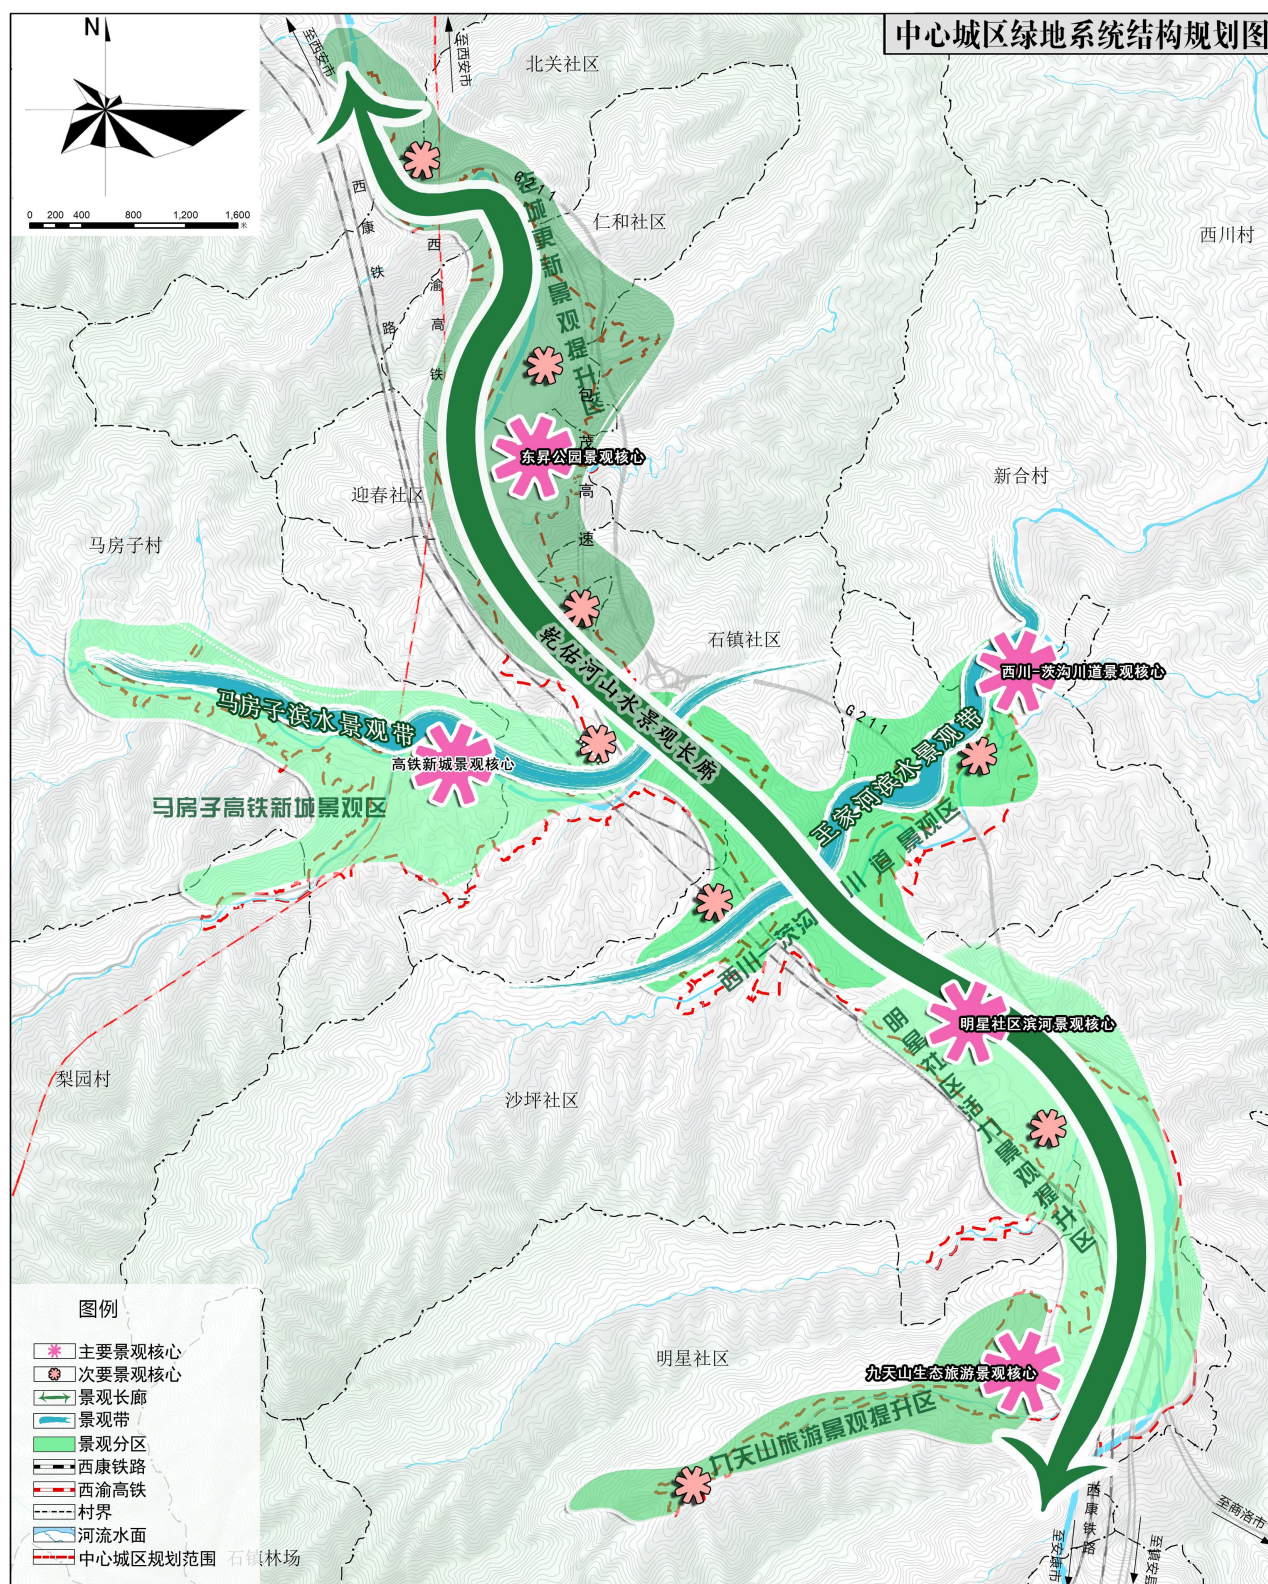 中心城区绿地系统结构规划图
N
0 200 400 800 1,200 1,600
米
至西安市
至西安市
北关社区
G211
仁和社区
西川村
西康铁路
西渝高铁
老城更新景观提升区
包茂高速
东昇公园景观核心
迎春社区
新合村
马房子村
石镇社区
乾佑河山水景观长廊
西川-茨沟川道景观核心
G211
马房子滨水景观带
高铁新城景观核心
马房子高铁新城景观区
王家河滨水景观带
西川-茨沟川道景观区
明星社区滨河景观核心
明星社区活力景观提升区
梨园村
沙坪社区
明星社区
九天山生态旅游景观核心
九天山旅游景观提升区
西康铁路
至安康市
至镇安县
至商洛市
石镇林场
图例
主要景观核心
次要景观核心
景观长廊
景观带
景观分区
西康铁路
西渝高铁
村界
河流水面
中心城区规划范围